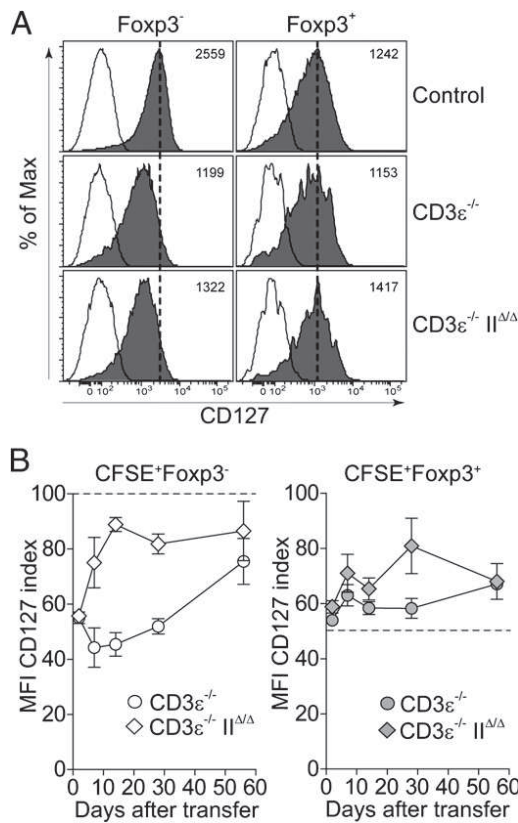 A
Foxp3⁻
Foxp3⁺
% of Max
2559
1242
Control
1199
1153
CD3ε⁻/⁻
1322
1417
CD3ε⁻/⁻ II^Δ/Δ
0 10² 10³ 10⁴ 10⁵
0 10² 10³ 10⁴ 10⁵
CD127
B
CFSE⁺Foxp3⁻
CFSE⁺Foxp3⁺
MFI CD127 index
100
80
60
40
20
0
CD3ε⁻/⁻
CD3ε⁻/⁻ II^Δ/Δ
0 10 20 30 40 50 60
Days after transfer
MFI CD127 index
100
80
60
40
20
0
CD3ε⁻/⁻
CD3ε⁻/⁻ II^Δ/Δ
0 10 20 30 40 50 60
Days after transfer